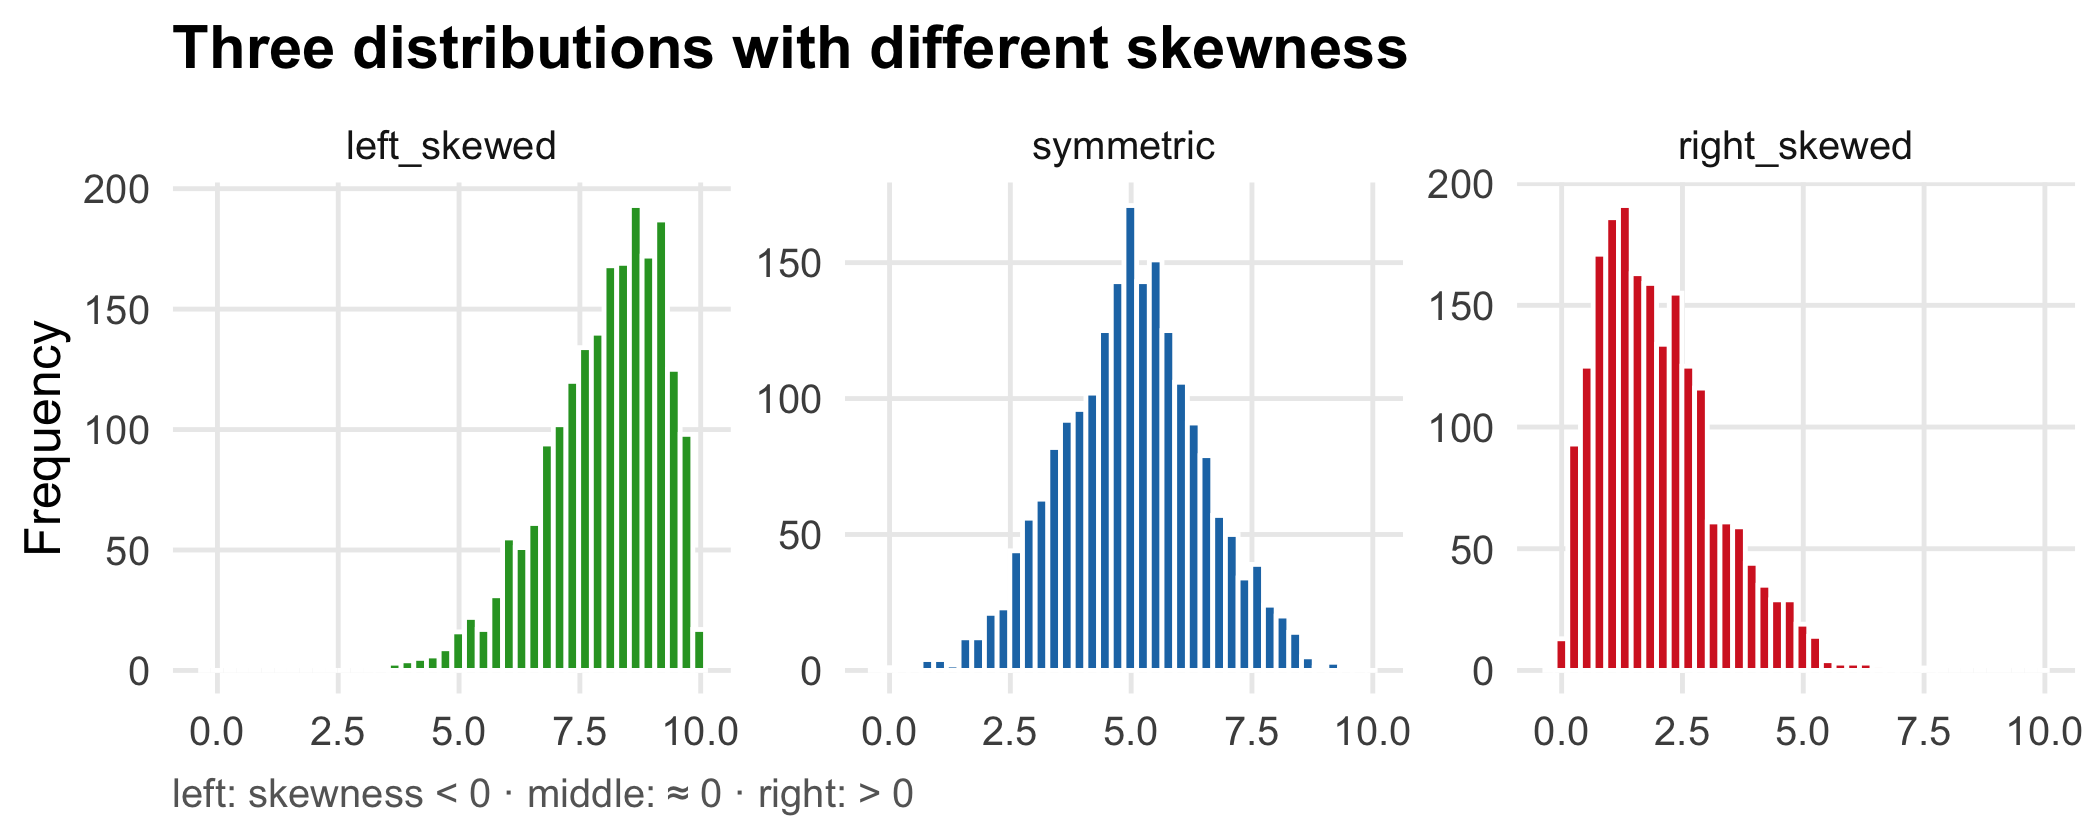 Three distributions with different skewness
left_skewed
symmetric
right_skewed
Frequency
200
150
100
50
0
0.0 2.5 5.0 7.5 10.0
150
100
50
0
0.0 2.5 5.0 7.5 10.0
200
150
100
50
0
0.0 2.5 5.0 7.5 10.0
left: skewness < 0 · middle: ≈ 0 · right: > 0